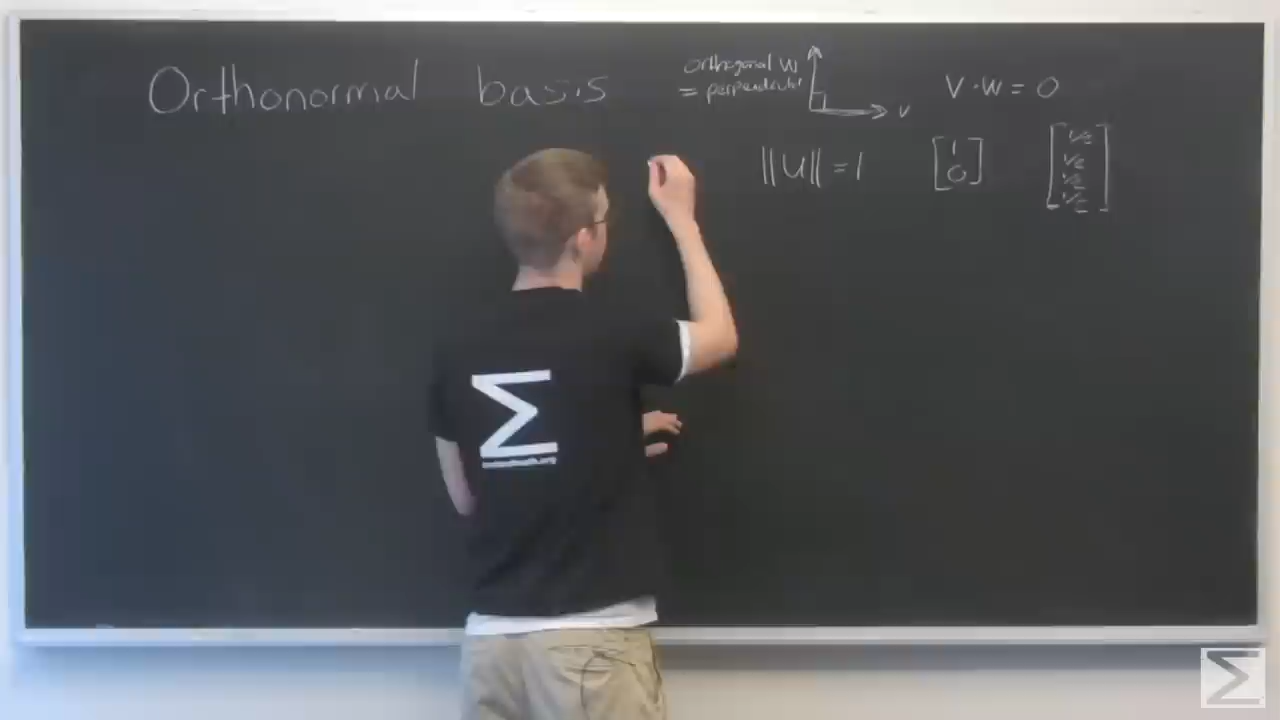 Orthonormal basis
orthogonal
= perpendicular
W
V
V · W = 0
||U|| = 1
[1 0]
[1/2 1/2 1/2 1/2]
Σ
Σ